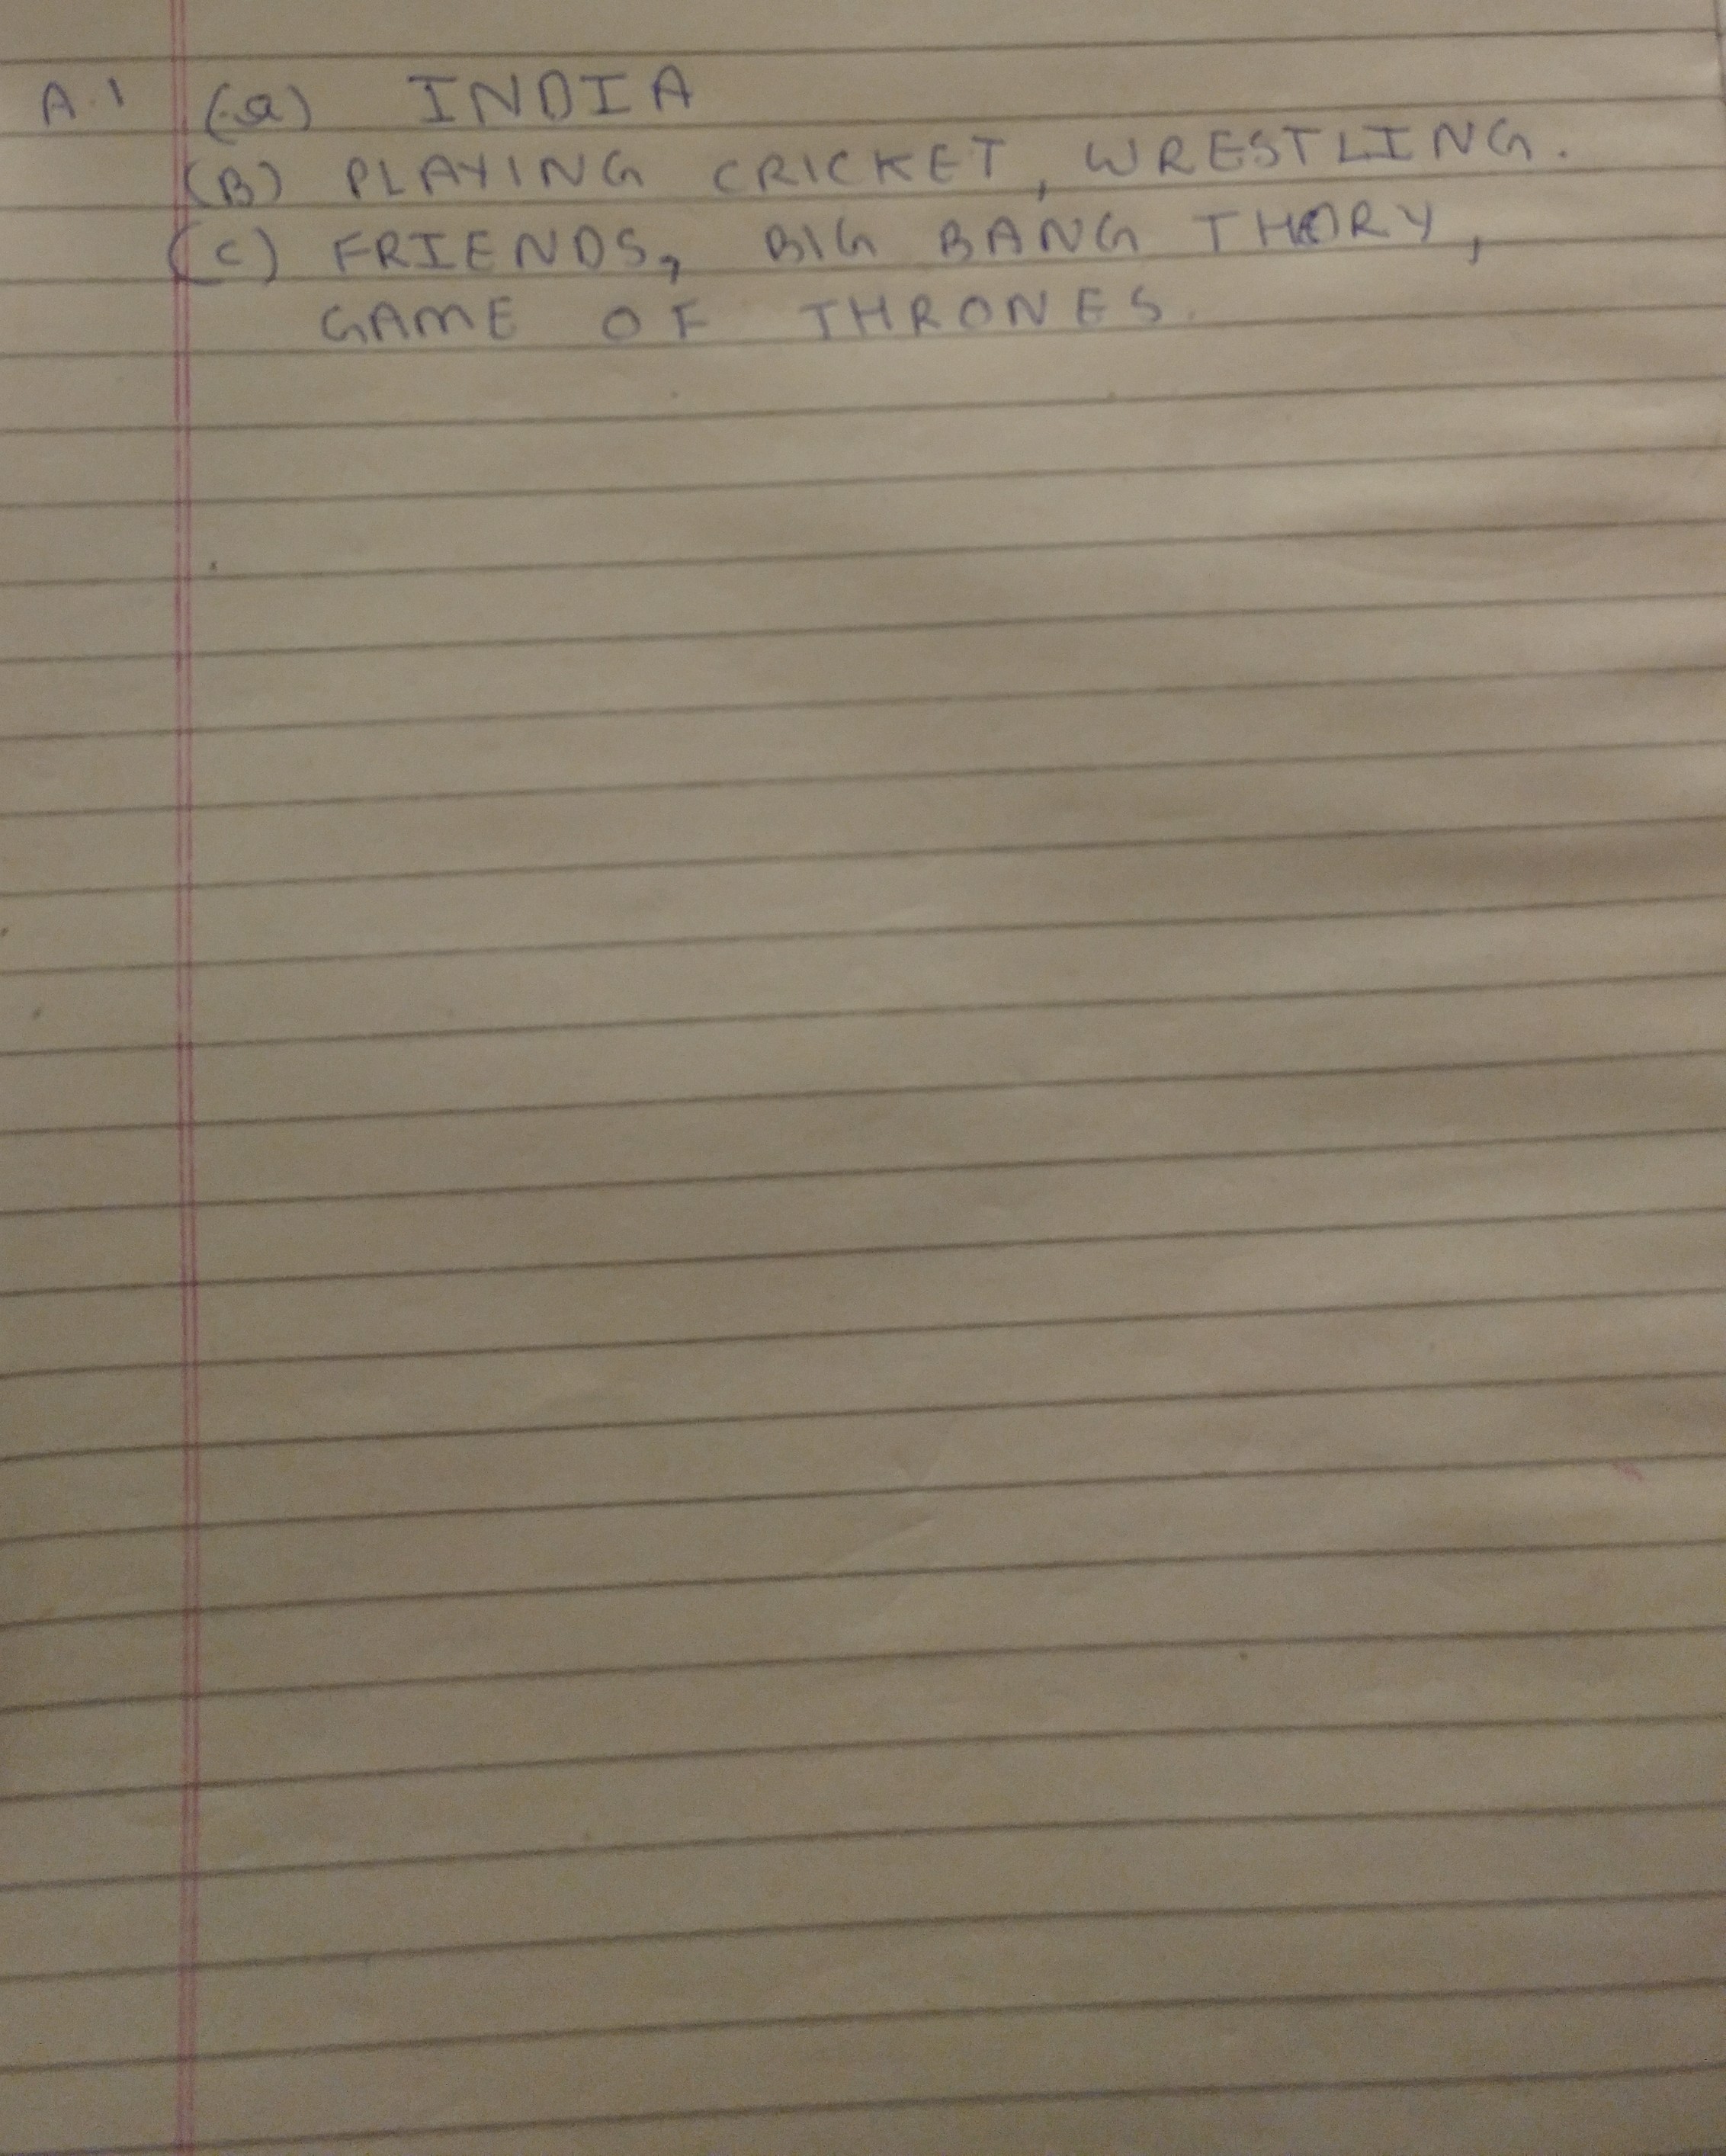 A.1 (a) INDIA
(B) PLAYING CRICKET, WRESTLING.
(C) FRIENDS, BIG BANG THORY,
GAME OF THRONES.